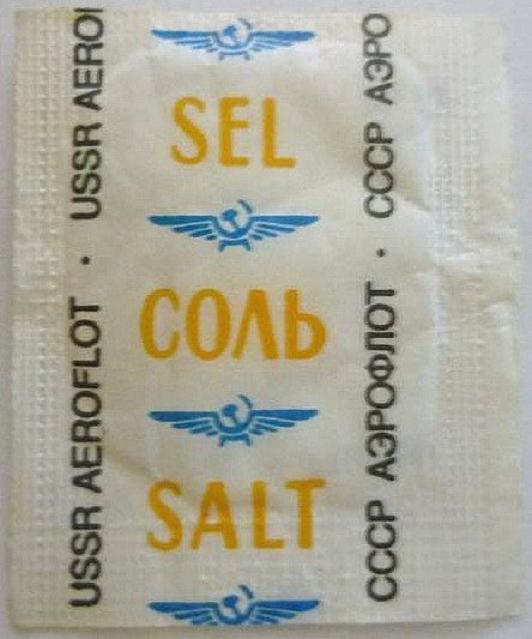 SEL
СОЛЬ
SALT
USSR AEROFLOT • USSR AERO
СССР АЭРОФЛОТ • СССР АЭРО